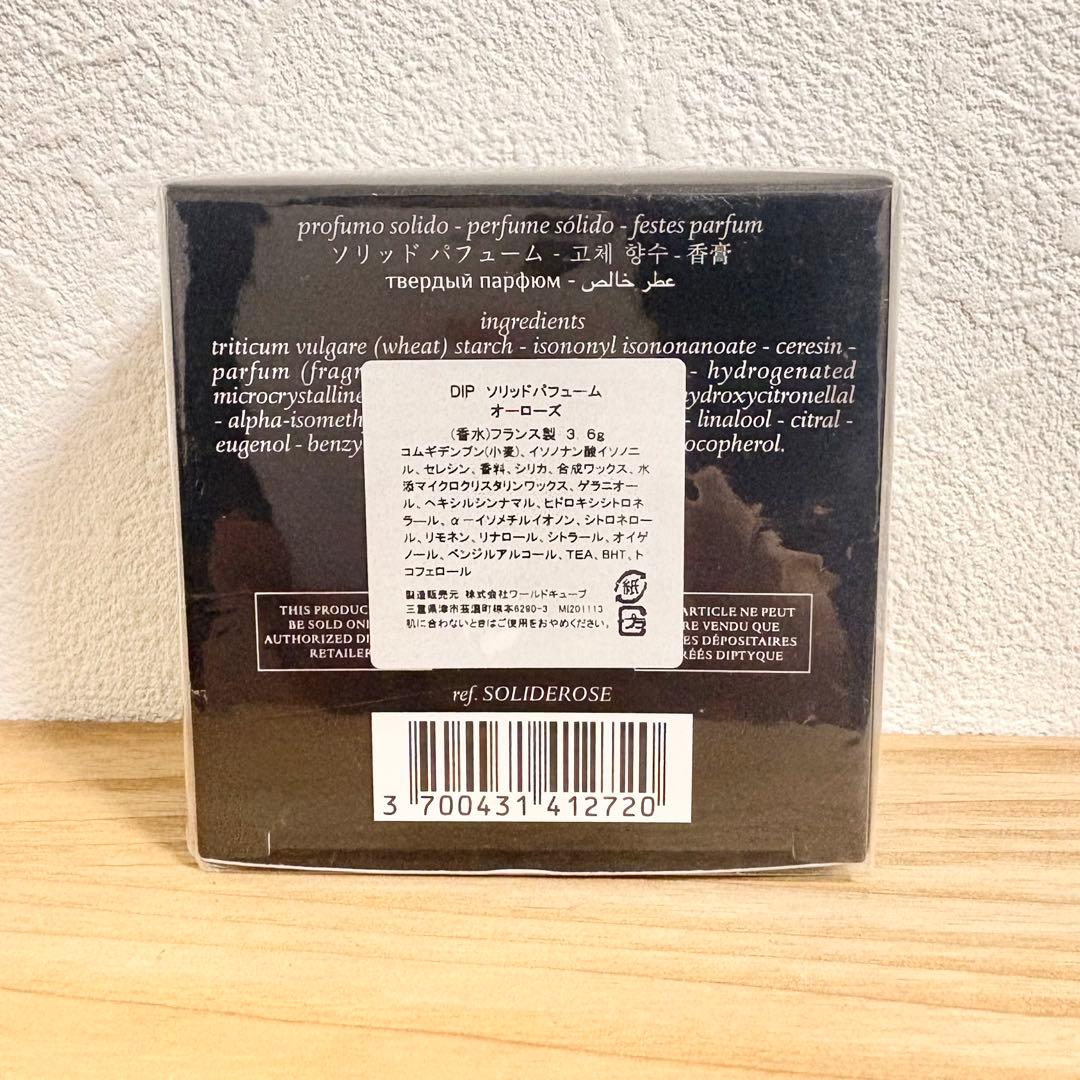 profumo solido - perfume sólido - festes parfum
ソリッド パフューム - 고체 향수 - 香膏
твердый парфюм - عطر خالص
ingredients
triticum vulgare (wheat) starch - isononyl isononanoate - ceresin -
parfum (fragr - hydrogenated
microcrystalline hydroxycitronellal
- alpha-isometh - linalool - citral -
eugenol - benzy ocopherol.
DIP ソリッドパフューム
オーローズ
(香水)フランス製 3.6g
コムギデンプン(小麦)、イソノナン酸イソノニ
ル、セレシン、香料、シリカ、合成ワックス、水
添マイクロクリスタリンワックス、ゲラニオー
ル、ヘキシルシンナマル、ヒドロキシシトロネ
ラール、α-イソメチルイオノン、シトロネロー
ル、リモネン、リナロール、シトラール、オイゲ
ノール、ベンジルアルコール、TEA、BHT、ト
コフェロール
製造販売元 株式会社ワールドキューブ
三重県津市芸濃町椋本6280-3 MI201113
肌に合わないときはご使用をおやめください。
紙
THIS PRODUC
BE SOLD ONL
AUTHORIZED DI
RETAILER
ARTICLE NE PEUT
RE VENDU QUE
ES DÉPOSITAIRES
RÉÉS DIPTYQUE
ref. SOLIDEROSE
3 700431 412720